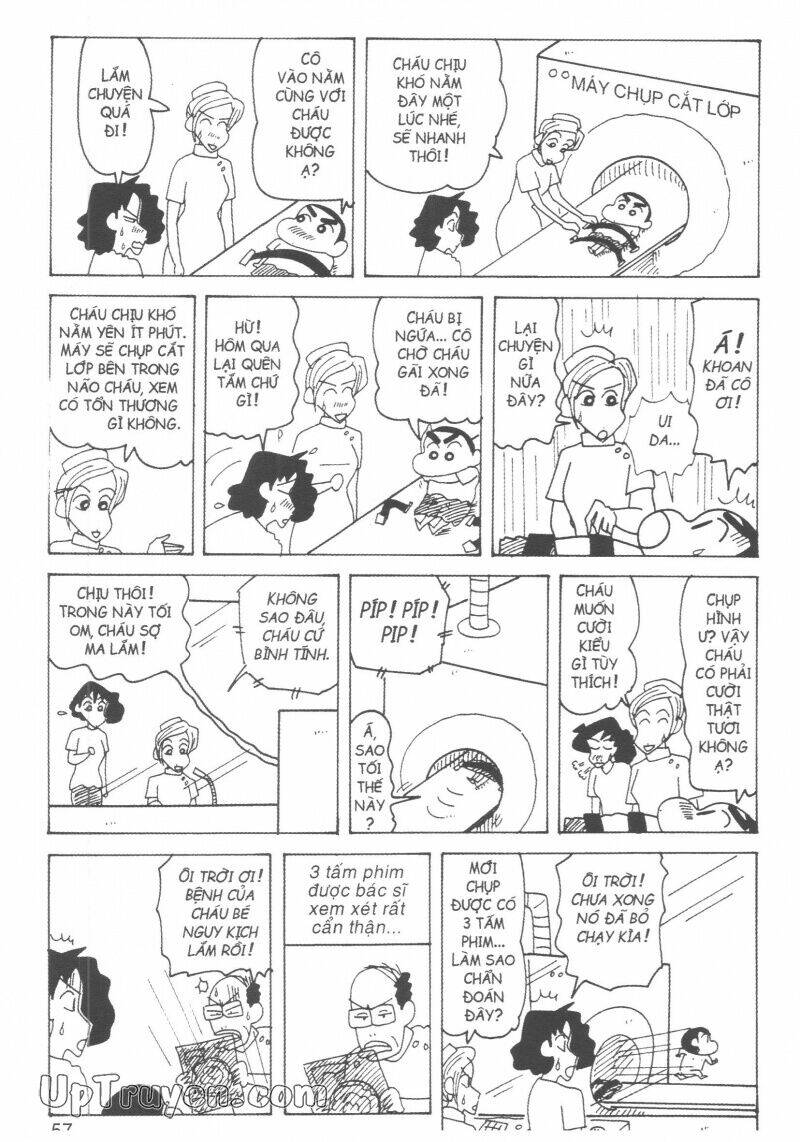 CHÁU CHỊU
KHÓ NẰM
ĐÂY MỘT
LÚC NHÉ,
SẼ NHANH
THÔI!
MÁY CHỤP CẮT LỚP
CÔ
VÀO NẰM
CÙNG VỚI
CHÁU
ĐƯỢC
KHÔNG
Ạ?
LẮM
CHUYỆN
QUÁ
ĐI!
Á!
KHOAN
ĐÃ CÔ
ƠI!
UI
DA...
LẠI
CHUYỆN
GÌ
NỮA
ĐÂY?
CHÁU BỊ
NGỨA... CÔ
CHỜ CHÁU
GÃI XONG
ĐÃ!
HỪ!
HÔM QUA
LẠI QUÊN
TẮM CHỨ
GÌ!
CHÁU CHỊU KHÓ
NẰM YÊN ÍT PHÚT.
MÁY SẼ CHỤP CẮT
LỚP BÊN TRONG
NÃO CHÁU, XEM
CÓ TỔN THƯƠNG
GÌ KHÔNG.
CHỤP
HÌNH
Ư? VẬY
CHÁU
CÓ PHẢI
CƯỜI
THẬT
TƯƠI
KHÔNG
Ạ?
CHÁU
MUỐN
CƯỜI
KIỂU
GÌ TÙY
THÍCH!
PÍP! PÍP!
PIP!
Á,
SAO
TỐI
THẾ
NÀY?
KHÔNG
SAO ĐÂU,
CHÁU CỨ
BÌNH TĨNH.
CHỊU THÔI!
TRONG NÀY TỐI
OM, CHÁU SỢ
MA LẮM!
ÔI TRỜI!
CHƯA XONG
NÓ ĐÃ BỎ
CHẠY KÌA!
MỚI
CHỤP
ĐƯỢC CÓ
3 TẤM
PHIM...
LÀM SAO
CHẨN
ĐOÁN
ĐÂY?
3 tấm phim
được bác sĩ
xem xét rất
cẩn thận...
ÔI TRỜI ƠI!
BỆNH CỦA
CHÁU BÉ
NGUY KỊCH
LẮM RỒI!
UpTruyen.com
57